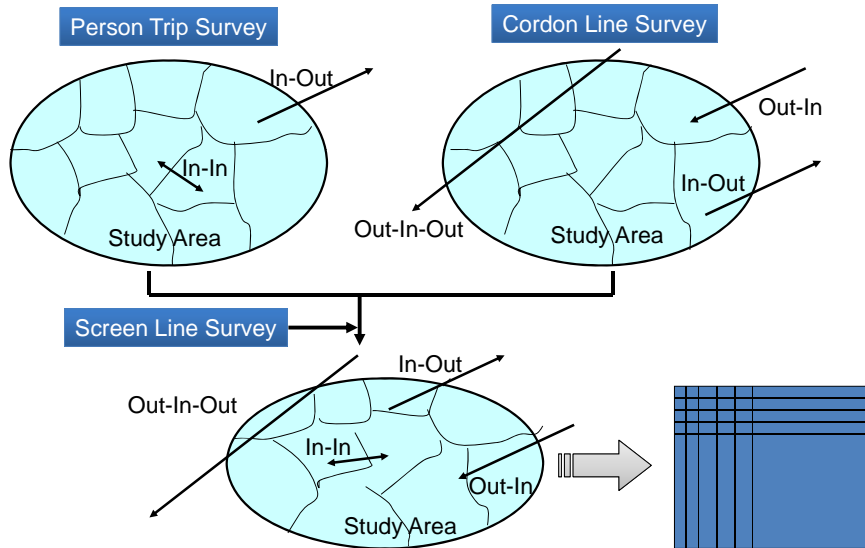 Person Trip Survey
Cordon Line Survey
In-Out
Out-In
In-In
In-Out
Out-In-Out
Study Area
Study Area
Screen Line Survey
In-Out
Out-In-Out
In-In
Out-In
Study Area